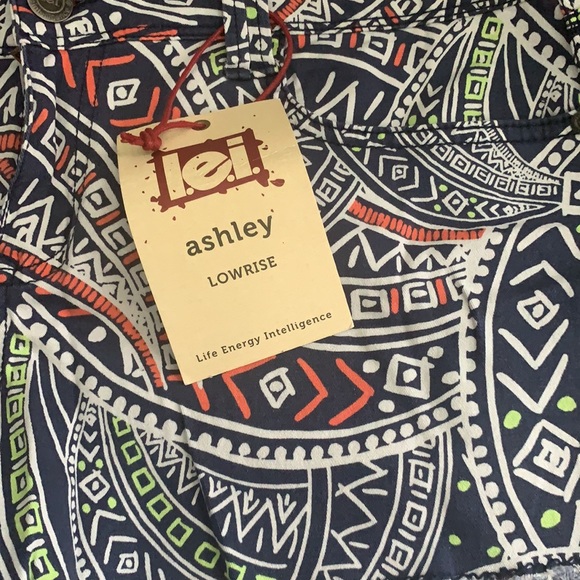 l.e.i.
ashley
LOWRISE
Life Energy Intelligence